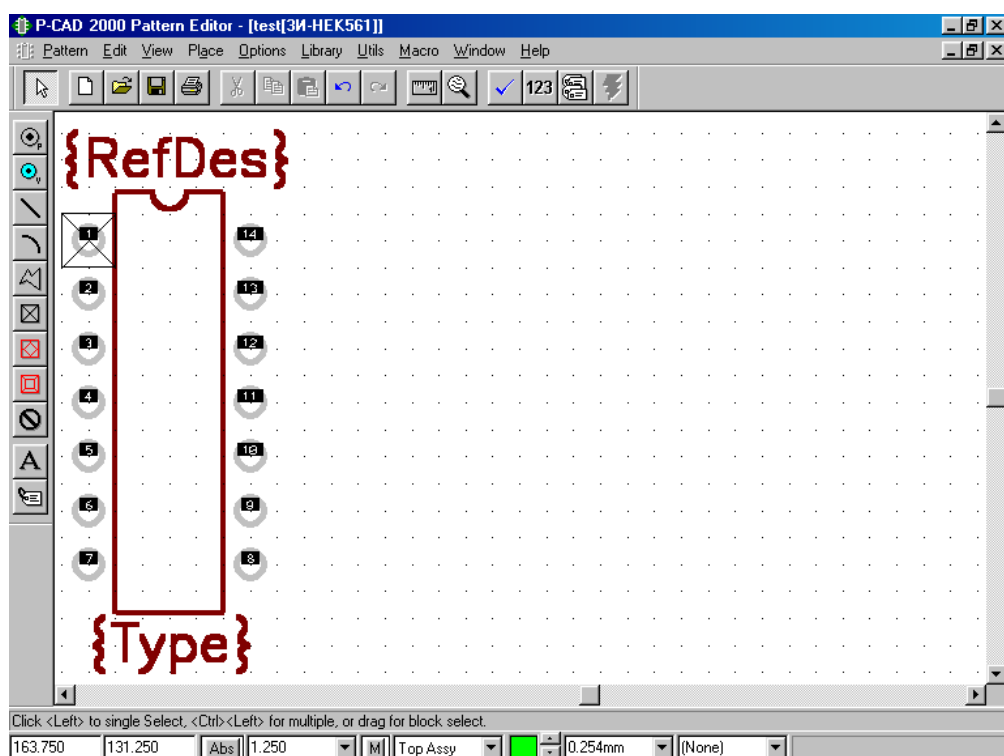 P-CAD 2000 Pattern Editor - [test[3И-НЕК561]]
Pattern Edit View Place Options Library Utils Macro Window Help
123
P
V
A
{RefDes}
1 14
2 13
3 12
4 11
5 10
6 9
7 8
{Type}
Click <Left> to single Select, <Ctrl><Left> for multiple, or drag for block select.
163.750 131.250 Abs 1.250 M Top Assy 0.254mm (None)